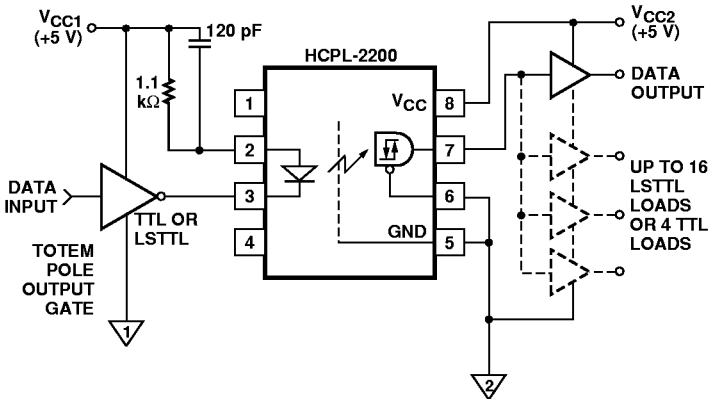 VCC1
(+5 V)
120 pF
1.1
kΩ
HCPL-2200
VCC2
(+5 V)
DATA
OUTPUT
1
2
3
4
VCC
8
7
6
GND
5
DATA
INPUT
TTL OR
LSTTL
TOTEM
POLE
OUTPUT
GATE
1
UP TO 16
LSTTL
LOADS
OR 4 TTL
LOADS
2